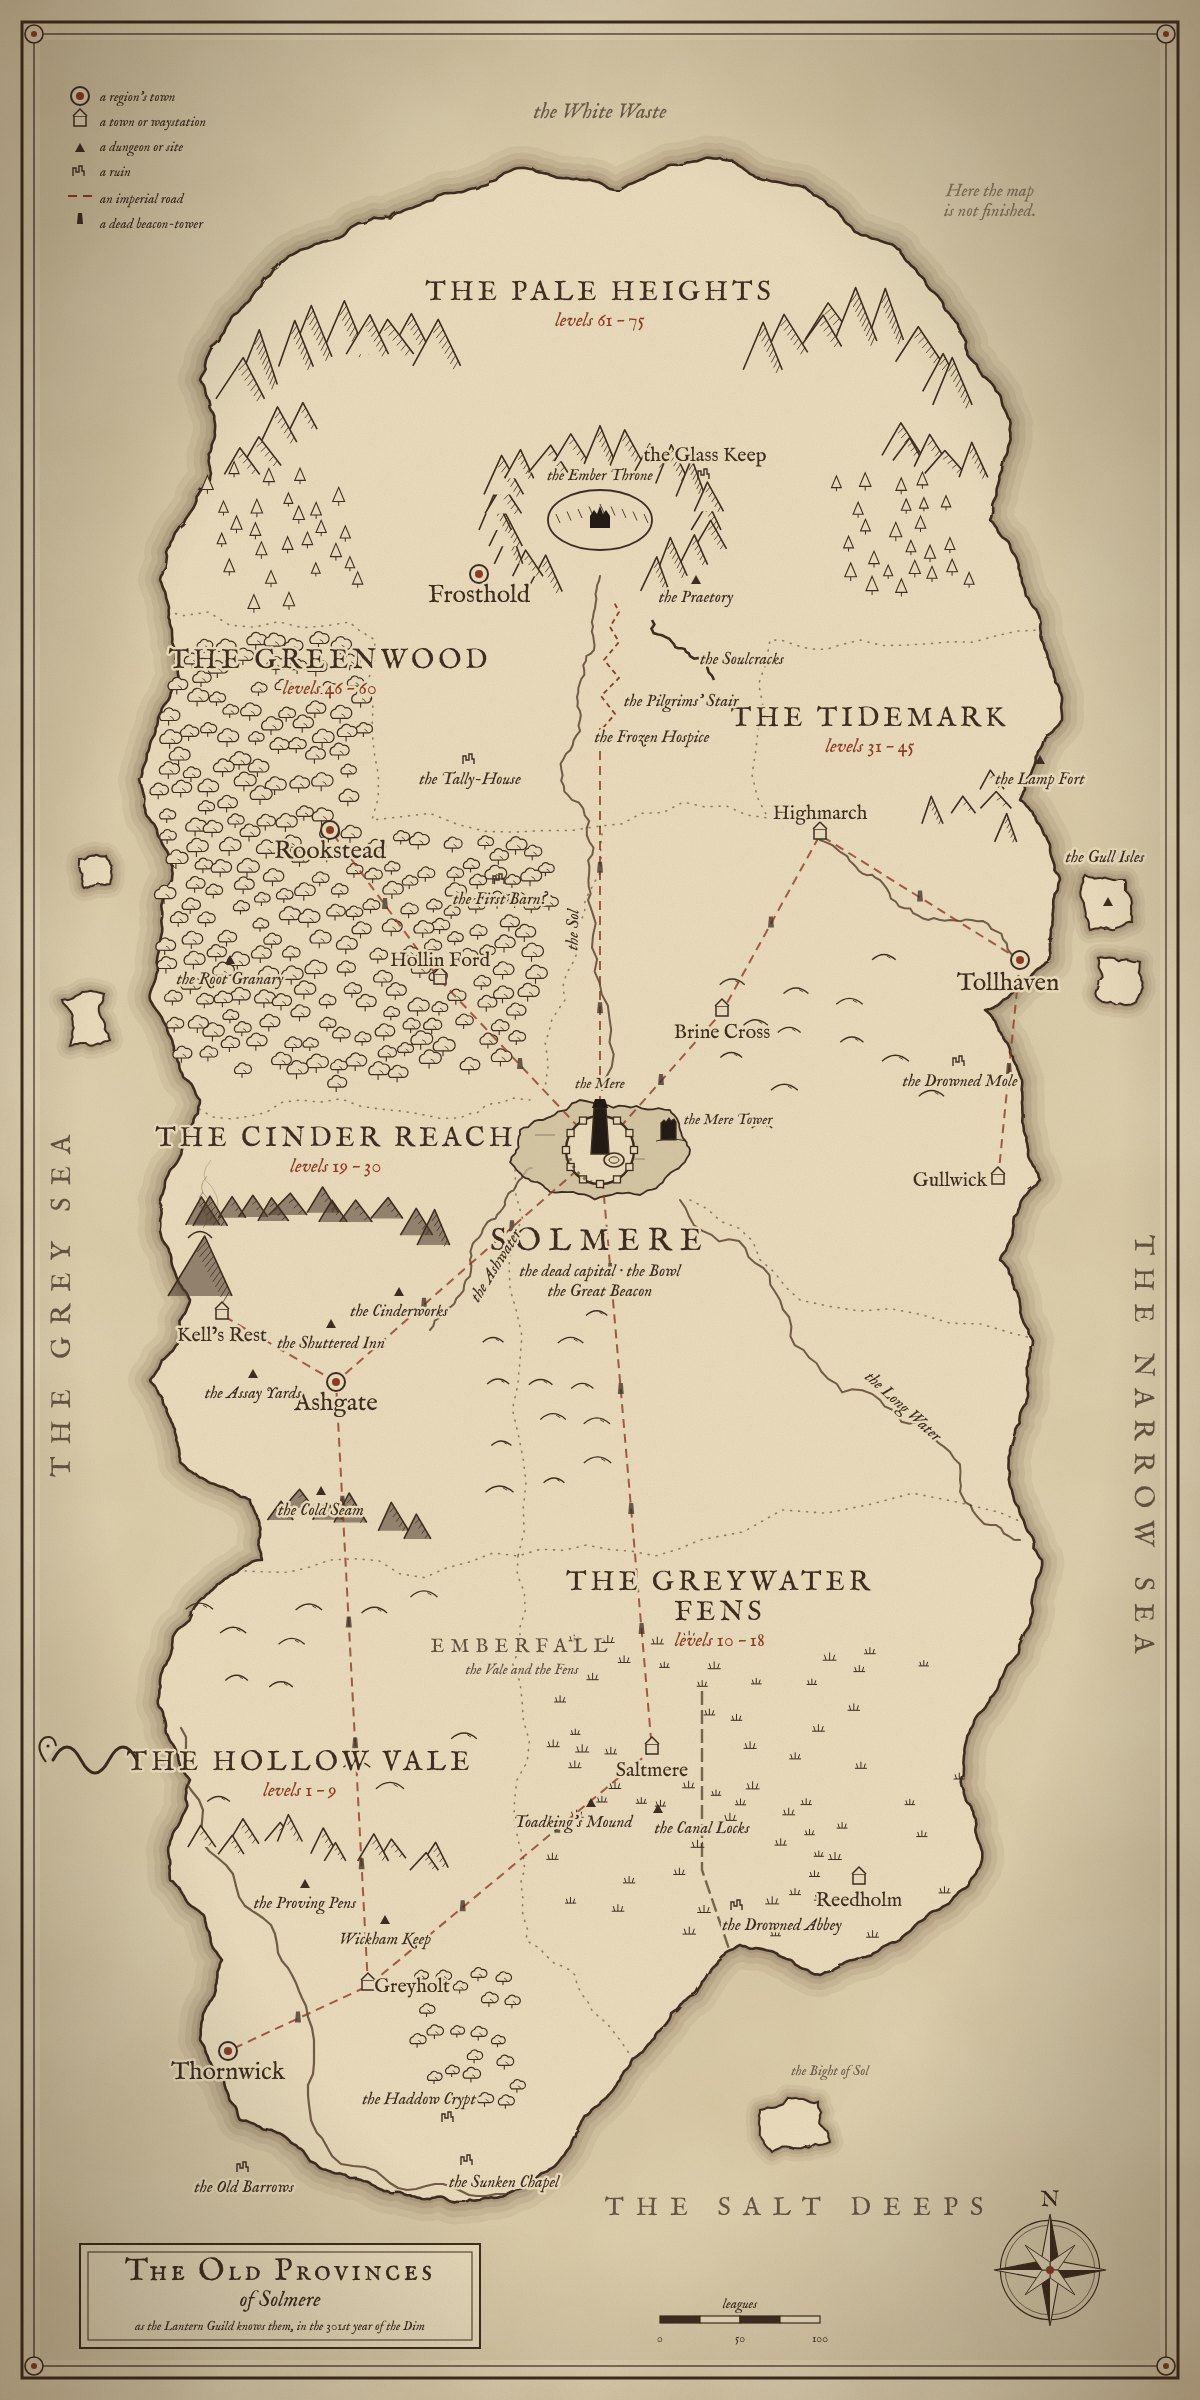 a region's town
a town or waystation
a dungeon or site
a ruin
an imperial road
a dead beacon-tower
the White Waste
Here the map
is not finished.
THE PALE HEIGHTS
levels 61 – 75
the Glass Keep
the Ember Throne
Frosthold
the Praetory
THE GREENWOOD
levels 46 – 60
the Soulcracks
the Pilgrims' Stair
THE TIDEMARK
levels 31 – 45
the Frozen Hospice
the Tally-House
the Lamp Fort
Highmarch
Rookstead
the Gull Isles
the First Barn?
the Sol
Hollin Ford
the Root Granary
Tollhaven
Brine Cross
the Drowned Mole
the Mere
the Mere Tower
THE CINDER REACH
levels 19 – 30
Gullwick
THE GREY SEA
SOLMERE
the dead capital · the Bowl
the Great Beacon
the Ashwater
the Cinderworks
Kell's Rest
the Shuttered Inn
the Assay Yards
Ashgate
the Long Water
THE NARROW SEA
the Cold Seam
THE GREYWATER
FENS
levels 10 – 18
EMBERFALL
the Vale and the Fens
THE HOLLOW VALE
levels 1 – 9
Saltmere
Toadking's Mound
the Canal Locks
the Proving Pens
Reedholm
the Drowned Abbey
Wickham Keep
Greyholt
Thornwick
the Haddow Crypt
the Bight of Sol
the Old Barrows
the Sunken Chapel
THE SALT DEEPS
N
The Old Provinces
of Solmere
as the Lantern Guild knows them, in the 301st year of the Dim
leagues
0 50 100